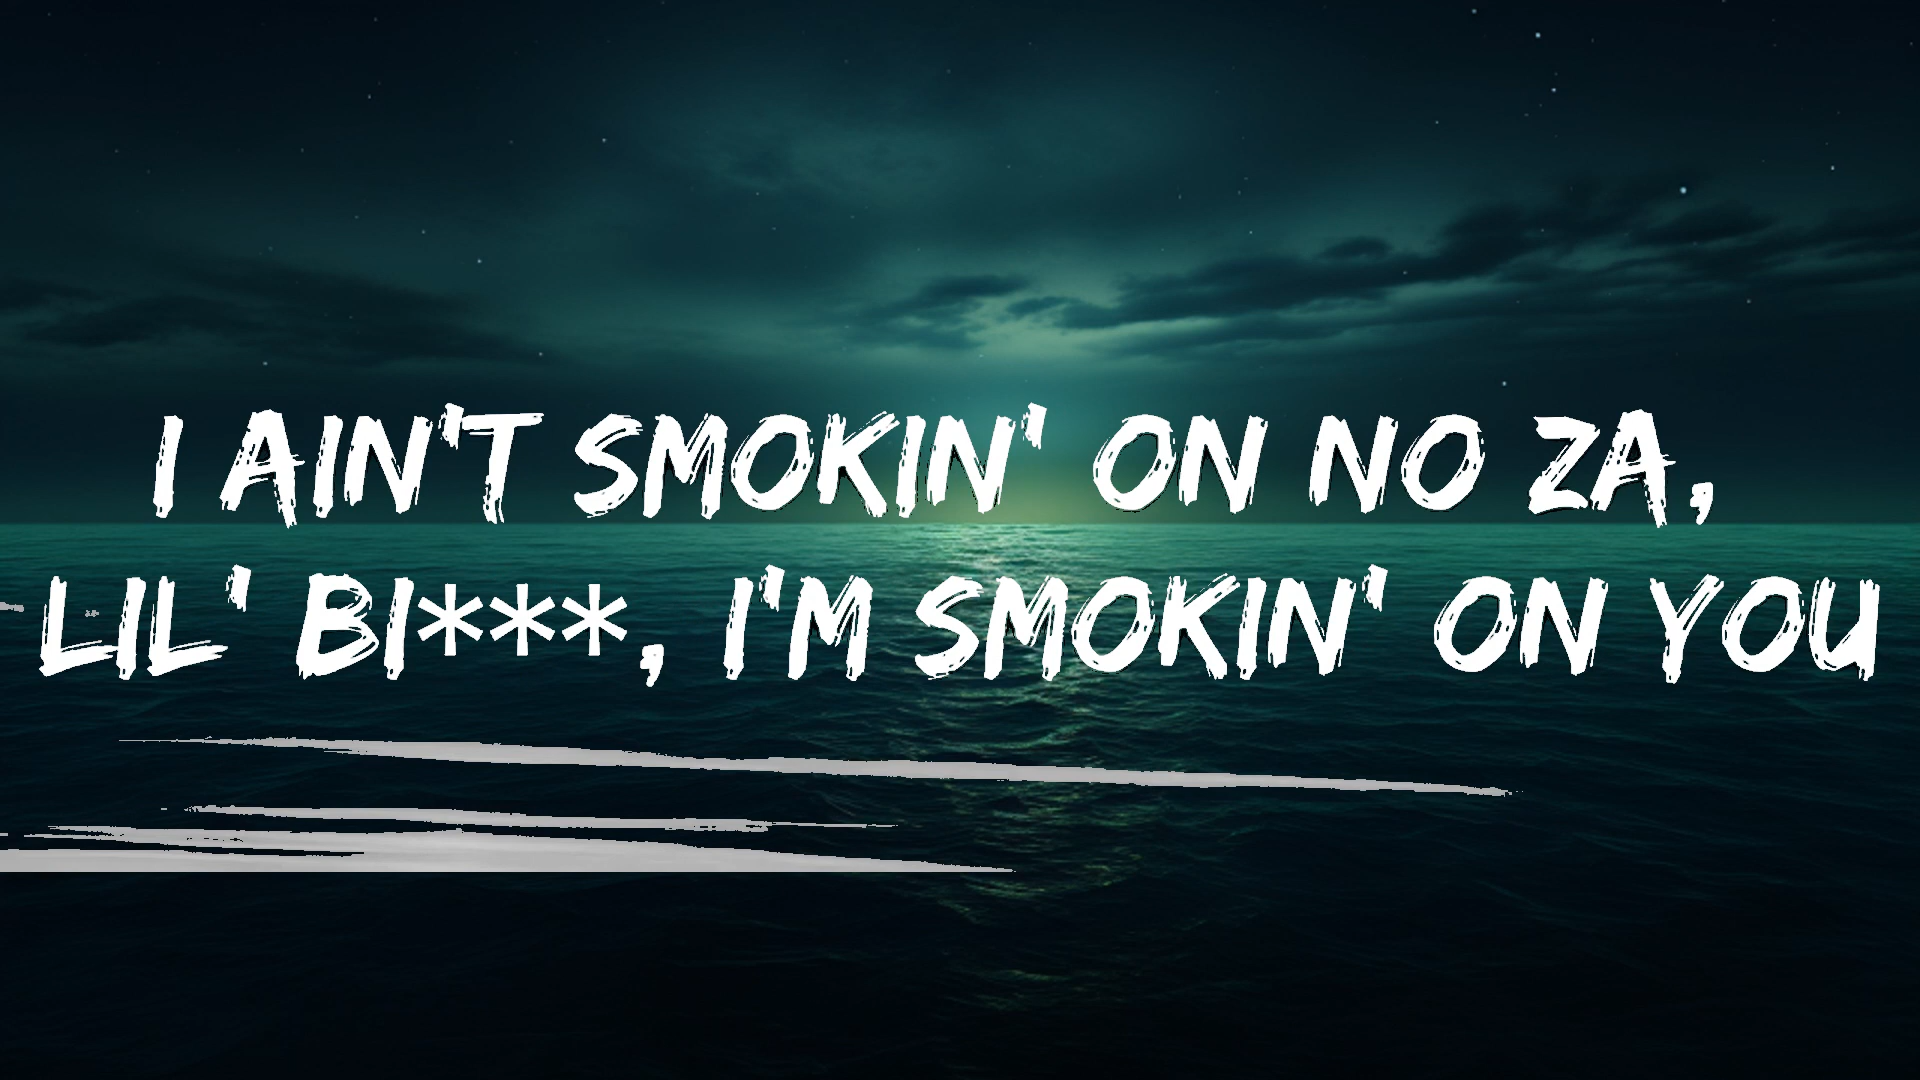 I AIN'T SMOKIN' ON NO ZA,
LIL' BI***, I'M SMOKIN' ON YOU